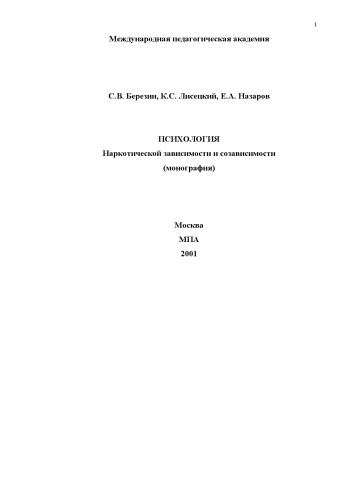 1
Международная педагогическая академия
С.В. Березин, К.С. Лисецкий, Е.А. Назаров
ПСИХОЛОГИЯ
Наркотической зависимости и созависимости
(монография)
Москва
МПА
2001